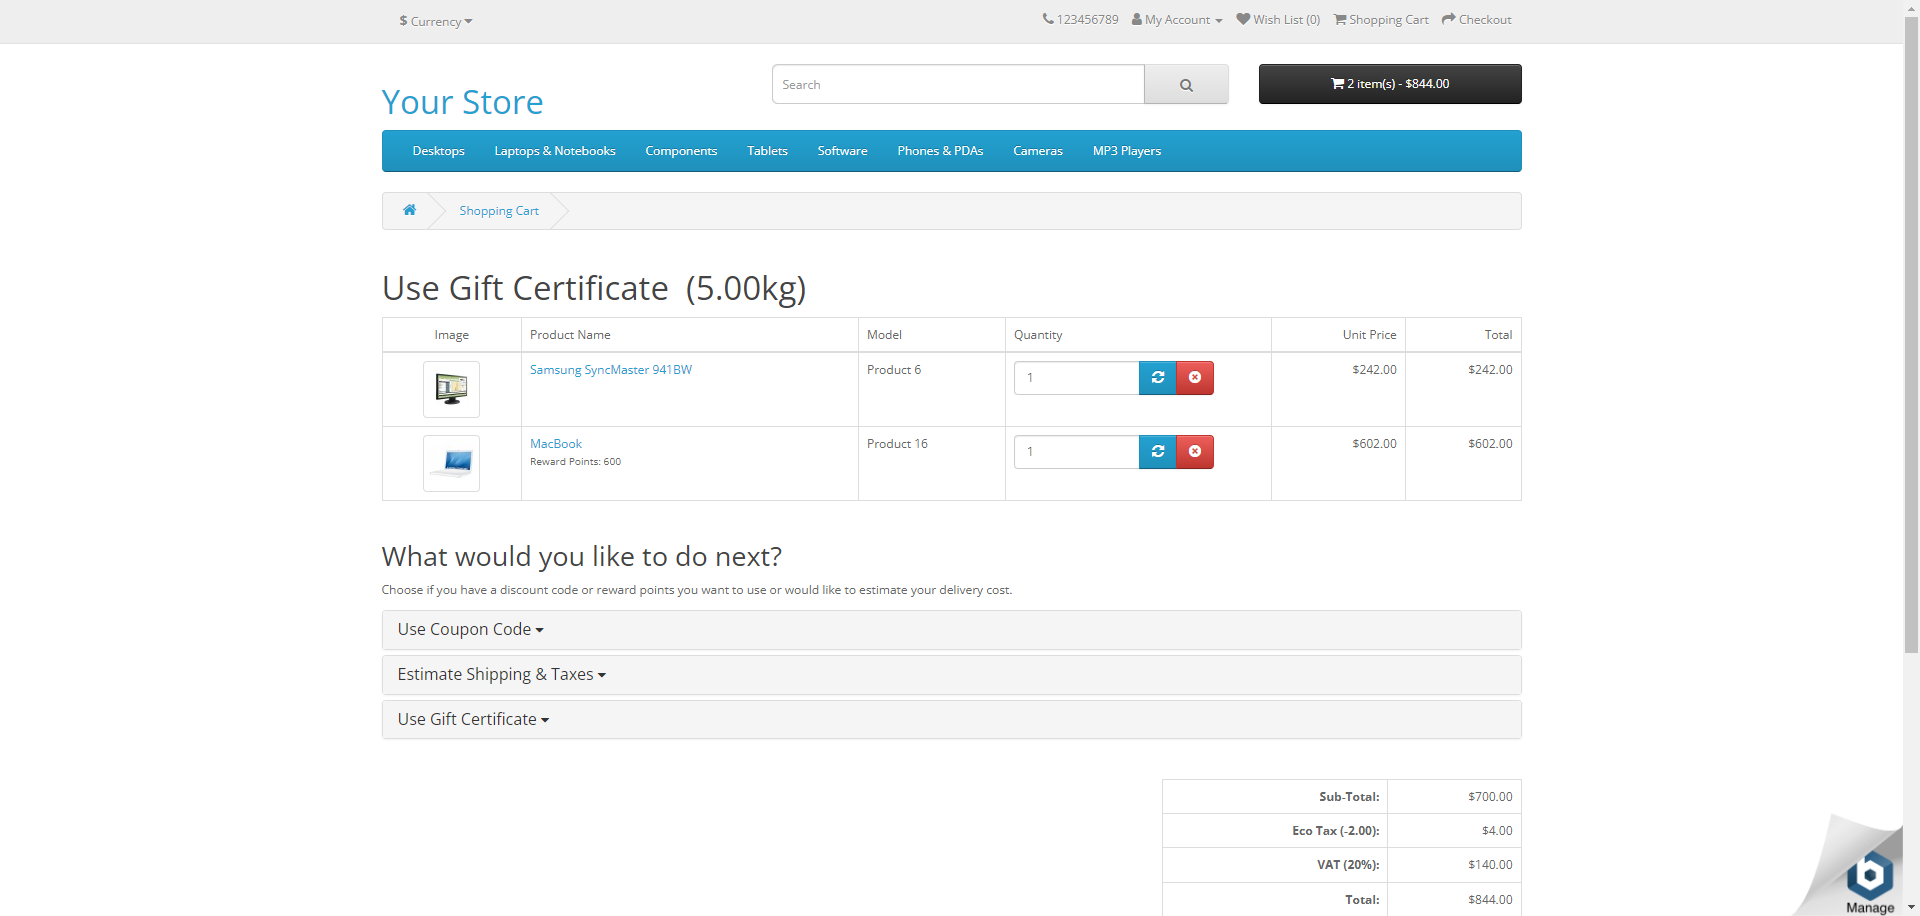 $ Currency
123456789 My Account Wish List (0) Shopping Cart Checkout
Your Store
Search
2 item(s) - $844.00
Desktops Laptops & Notebooks Components Tablets Software Phones & PDAs Cameras MP3 Players
Shopping Cart
Use Gift Certificate (5.00kg)
Image Product Name Model Quantity Unit Price Total
Samsung SyncMaster 941BW Product 6 1 $242.00 $242.00
MacBook Product 16 1 $602.00 $602.00
Reward Points: 600
What would you like to do next?
Choose if you have a discount code or reward points you want to use or would like to estimate your delivery cost.
Use Coupon Code
Estimate Shipping & Taxes
Use Gift Certificate
Sub-Total: $700.00
Eco Tax (-2.00): $4.00
VAT (20%): $140.00
Total: $844.00
Manage